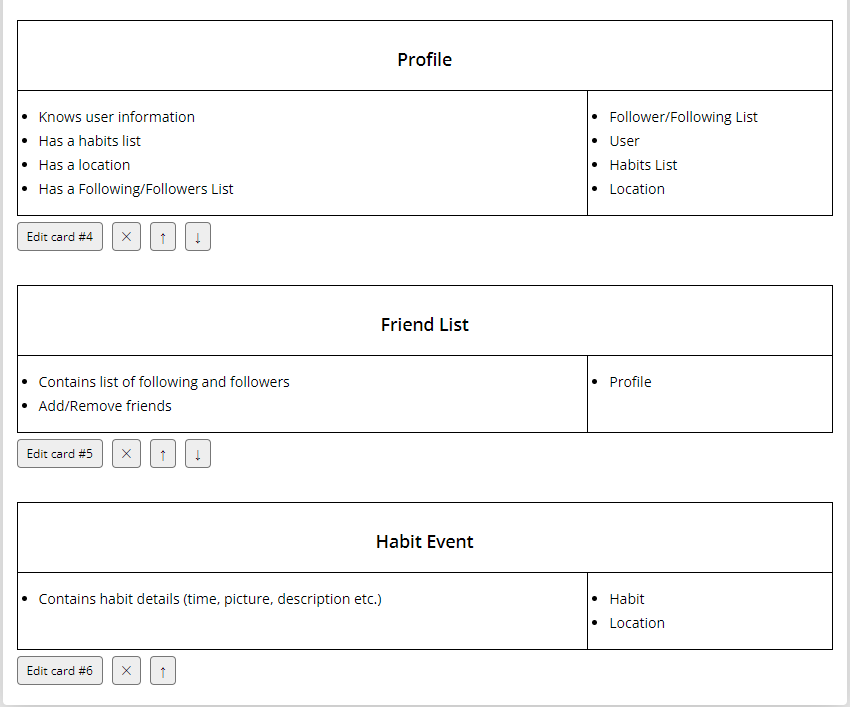 Profile
Knows user information
Has a habits list
Has a location
Has a Following/Followers List
Follower/Following List
User
Habits List
Location
Edit card #4 × ↑ ↓
Friend List
Contains list of following and followers
Add/Remove friends
Profile
Edit card #5 × ↑ ↓
Habit Event
Contains habit details (time, picture, description etc.)
Habit
Location
Edit card #6 × ↑